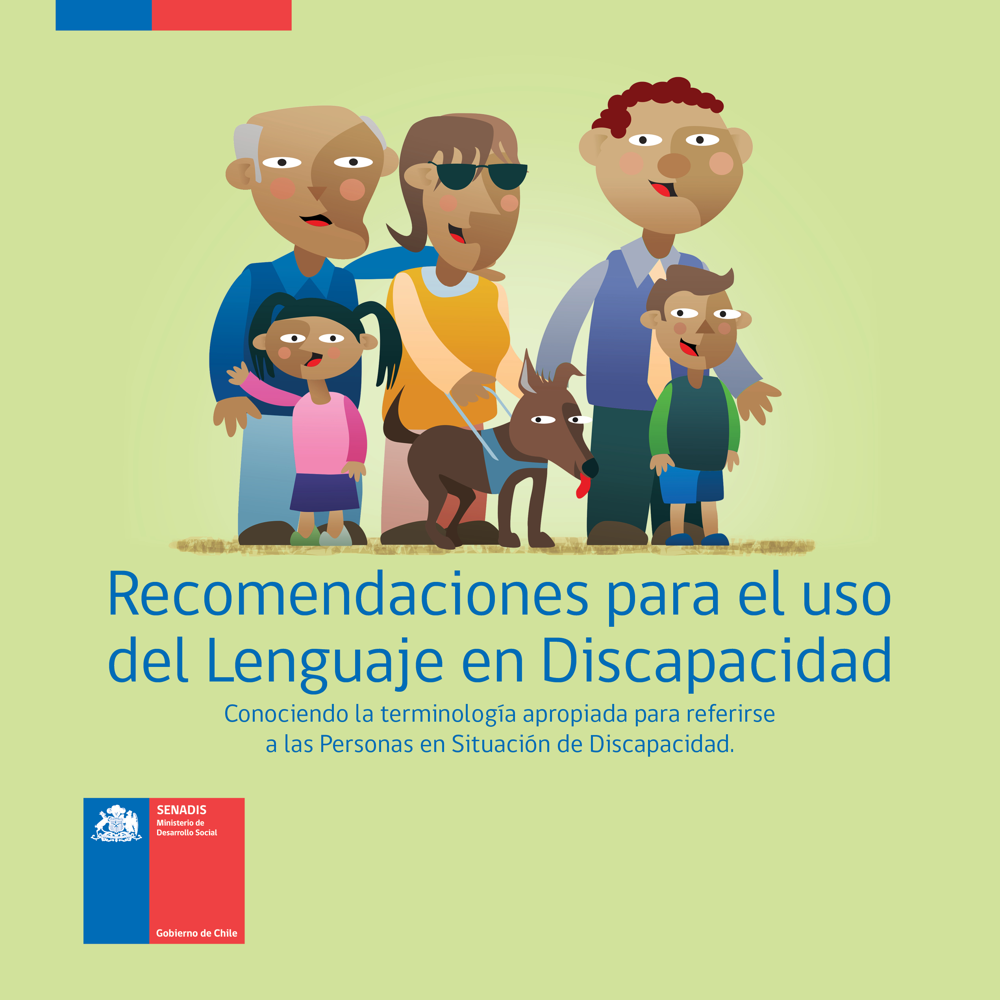 Recomendaciones para el uso
del Lenguaje en Discapacidad
Conociendo la terminología apropiada para referirse
a las Personas en Situación de Discapacidad.
SENADIS
Ministerio de
Desarrollo Social
Gobierno de Chile